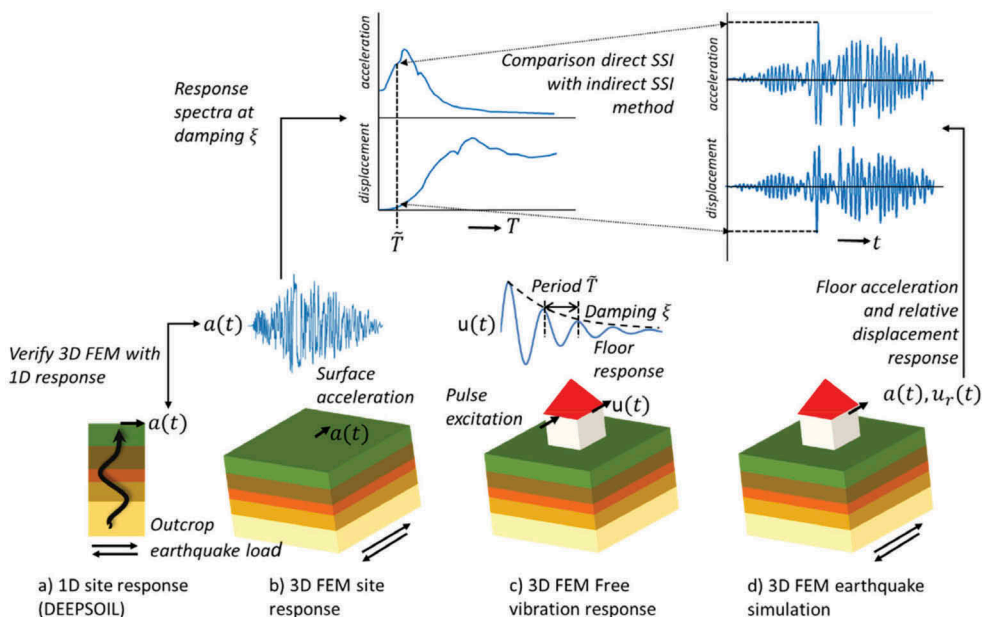 acceleration
displacement
T̃
T
Response
spectra at
damping ξ
Comparison direct SSI
with indirect SSI
method
acceleration
displacement
t
a(t)
Verify 3D FEM with
1D response
a(t)
Outcrop
earthquake load
Surface
acceleration
a(t)
Period T̃
Damping ξ
u(t)
Floor
response
Pulse
excitation
u(t)
Floor acceleration
and relative
displacement
response
a(t), uᵣ(t)
a) 1D site response
(DEEPSOIL)
b) 3D FEM site
response
c) 3D FEM Free
vibration response
d) 3D FEM earthquake
simulation